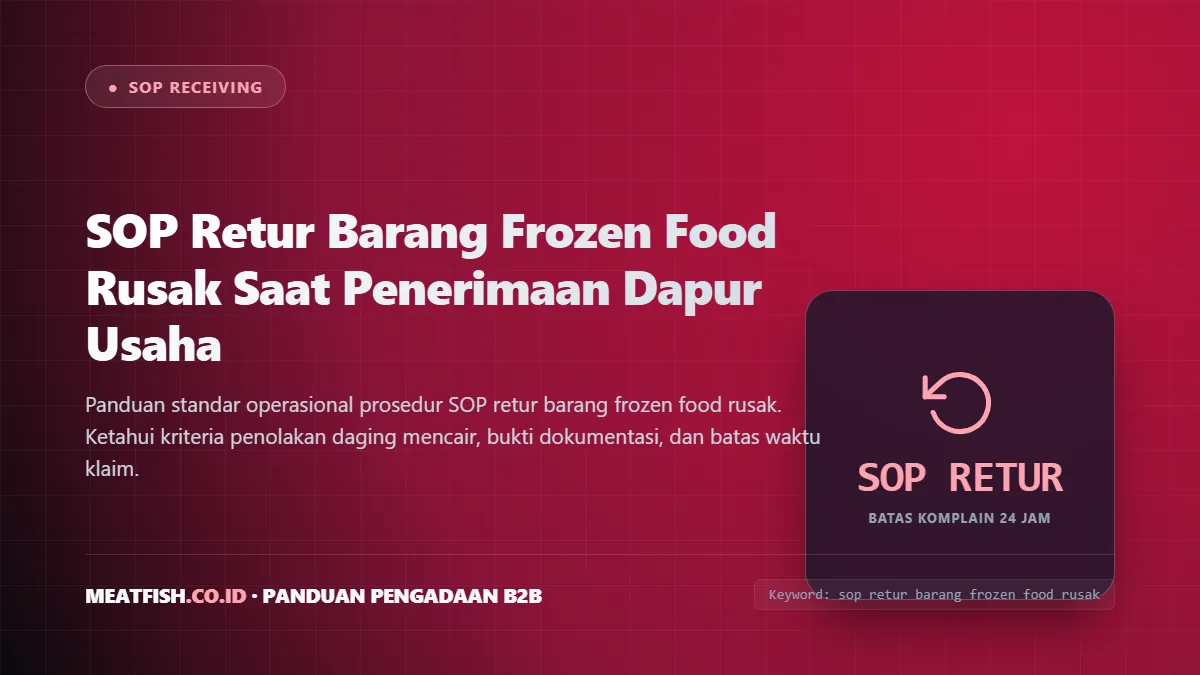 • SOP RECEIVING
SOP Retur Barang Frozen Food
Rusak Saat Penerimaan Dapur
Usaha
Panduan standar operasional prosedur SOP retur barang frozen food rusak.
Ketahui kriteria penolakan daging mencair, bukti dokumentasi, dan batas waktu
klaim.
SOP RETUR
BATAS KOMPLAIN 24 JAM
MEATFISH.CO.ID · PANDUAN PENGADAAN B2B
Keyword: sop retur barang frozen food rusak